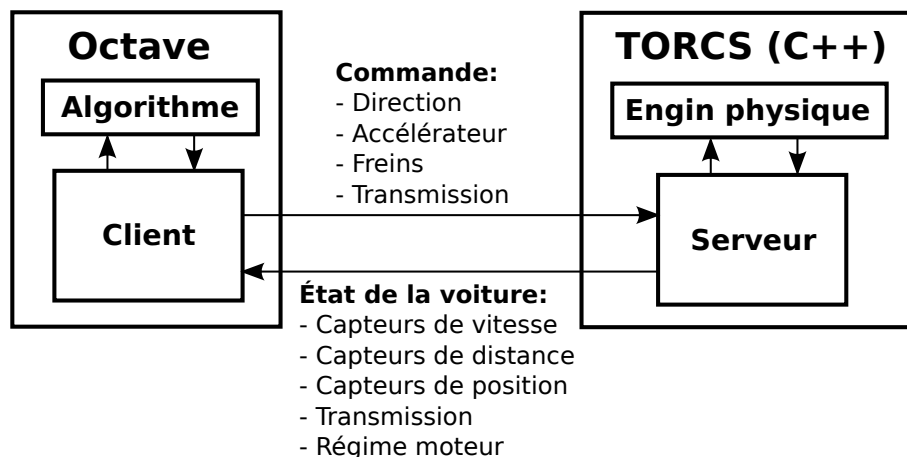 Octave
Algorithme
Client
Commande:
- Direction
- Accélérateur
- Freins
- Transmission
État de la voiture:
- Capteurs de vitesse
- Capteurs de distance
- Capteurs de position
- Transmission
- Régime moteur
TORCS (C++)
Engin physique
Serveur